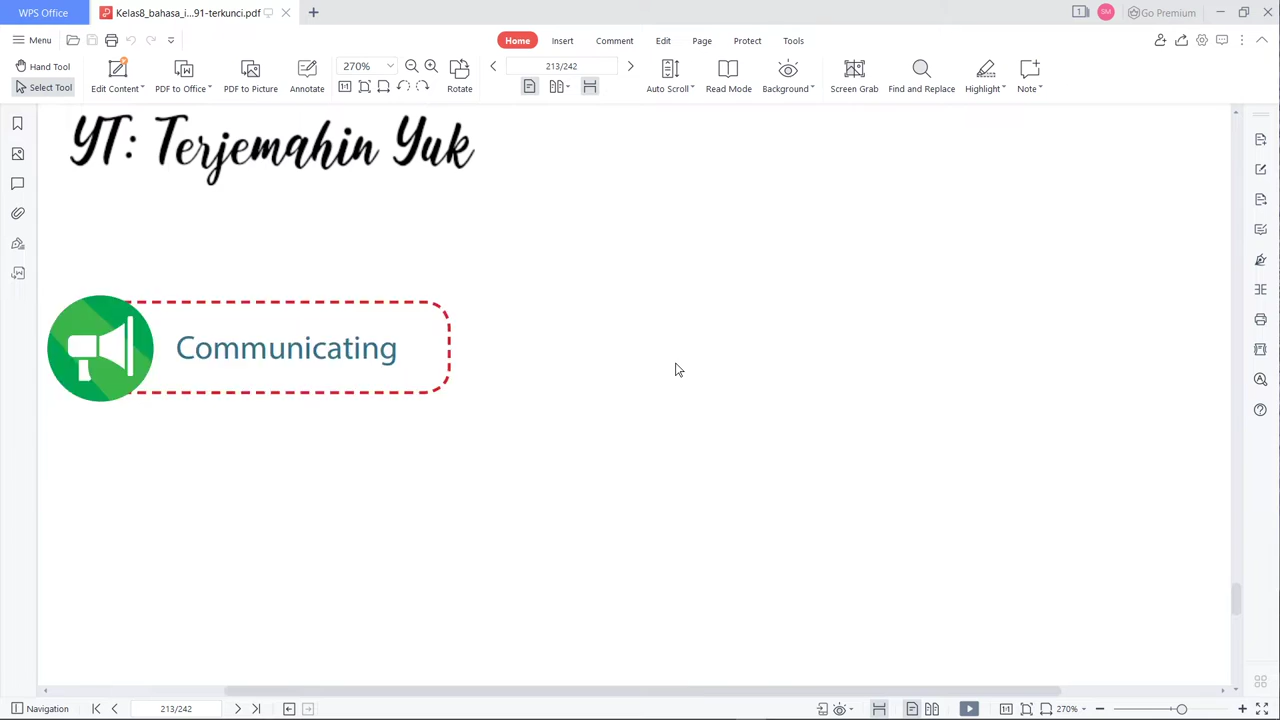 WPS Office
Kelas8_bahasa_i...91-terkunci.pdf
1
SM
Go Premium
Menu
Home
Insert
Comment
Edit
Page
Protect
Tools
Hand Tool
Select Tool
Edit Content
PDF to Office
PDF to Picture
Annotate
270%
Rotate
213/242
Auto Scroll
Read Mode
Background
Screen Grab
Find and Replace
Highlight
Note
YT: Terjemahin Yuk
Communicating
Navigation
213/242
270%